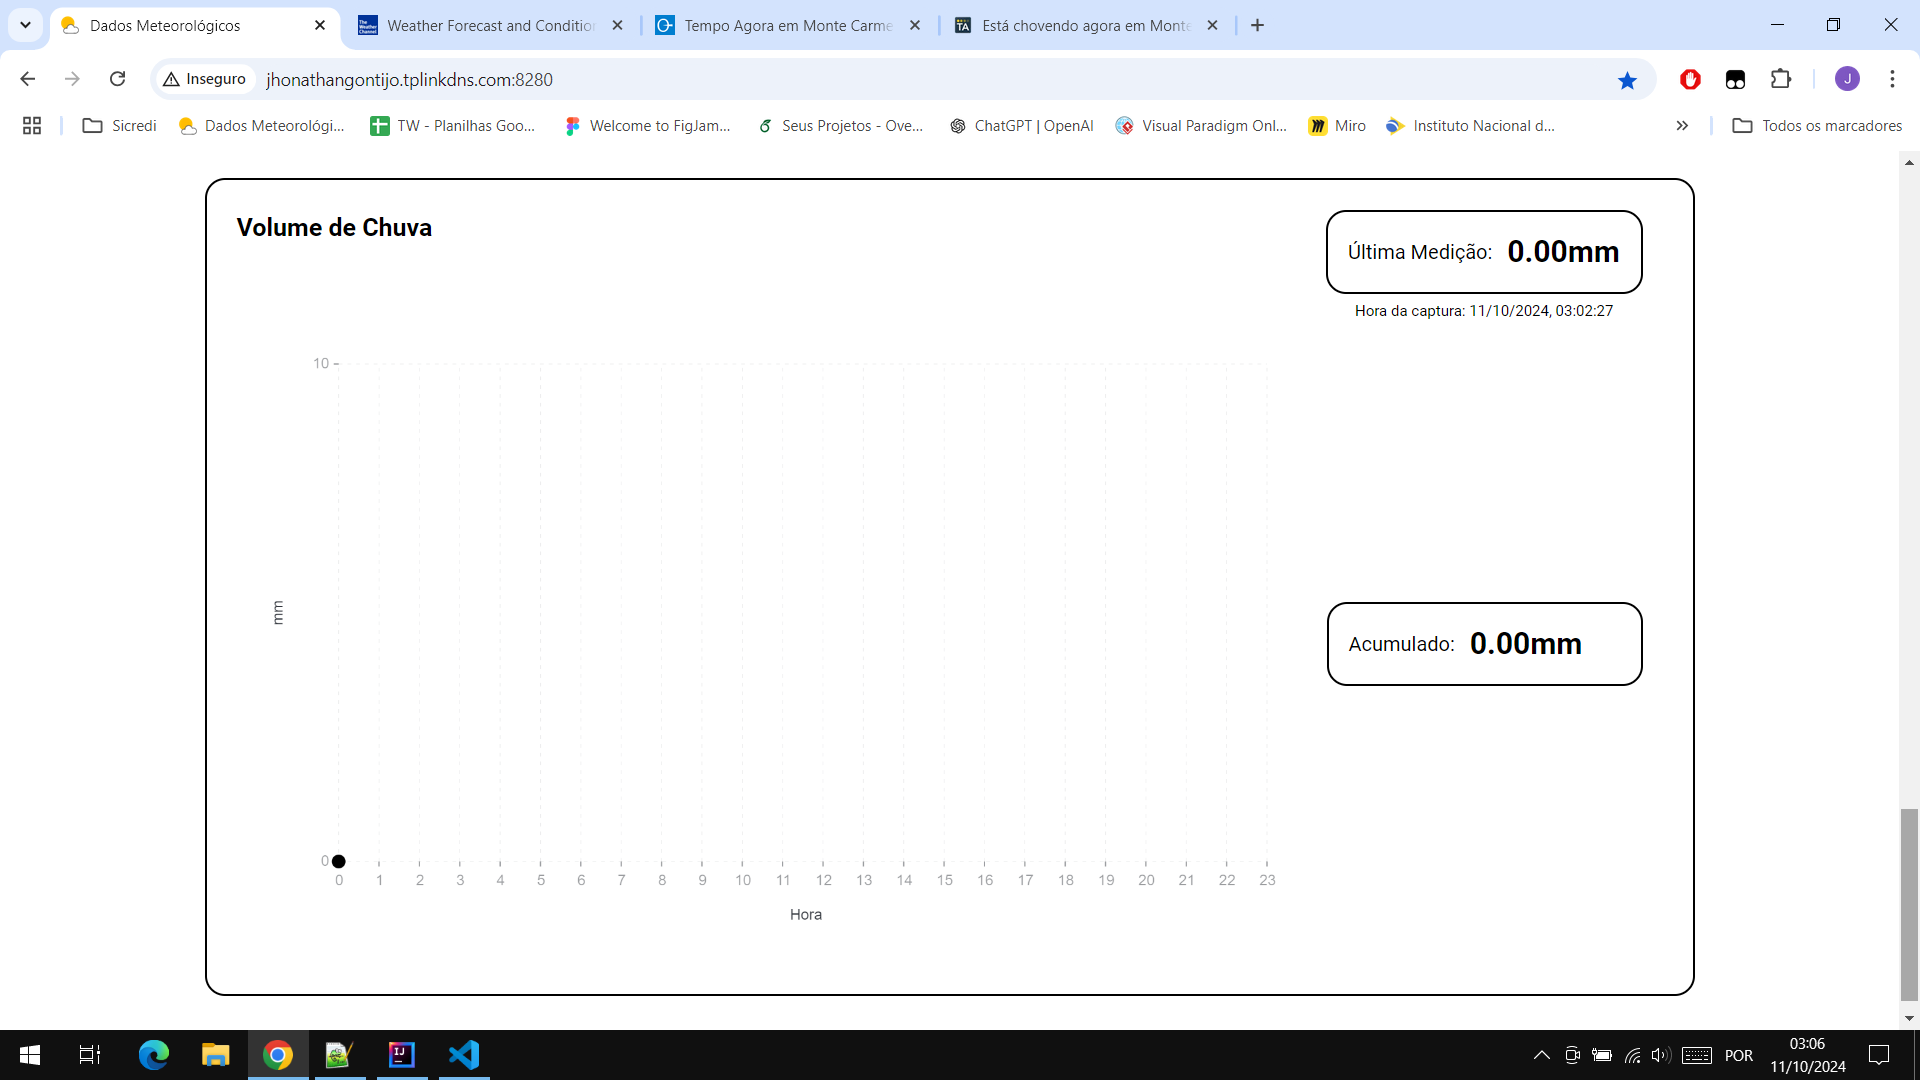 Dados Meteorológicos
Weather Forecast and Conditio
Tempo Agora em Monte Carme
Está chovendo agora em Monte
Inseguro
jhonathangontijo.tplinkdns.com:8280
J
Sicredi
Dados Meteorológi...
TW - Planilhas Goo...
Welcome to FigJam...
Seus Projetos - Ove...
ChatGPT | OpenAI
Visual Paradigm Onl...
Miro
Instituto Nacional d...
Todos os marcadores
Volume de Chuva
Última Medição: 0.00mm
Hora da captura: 11/10/2024, 03:02:27
10
mm
Acumulado: 0.00mm
0
0 1 2 3 4 5 6 7 8 9 10 11 12 13 14 15 16 17 18 19 20 21 22 23
Hora
POR
03:06
11/10/2024